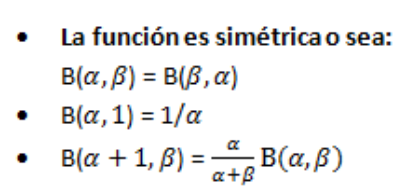 • La función es simétrica o sea:
B(α, β) = B(β, α)
• B(α, 1) = 1/α
• B(α + 1, β) = α/(α+β) B(α, β)